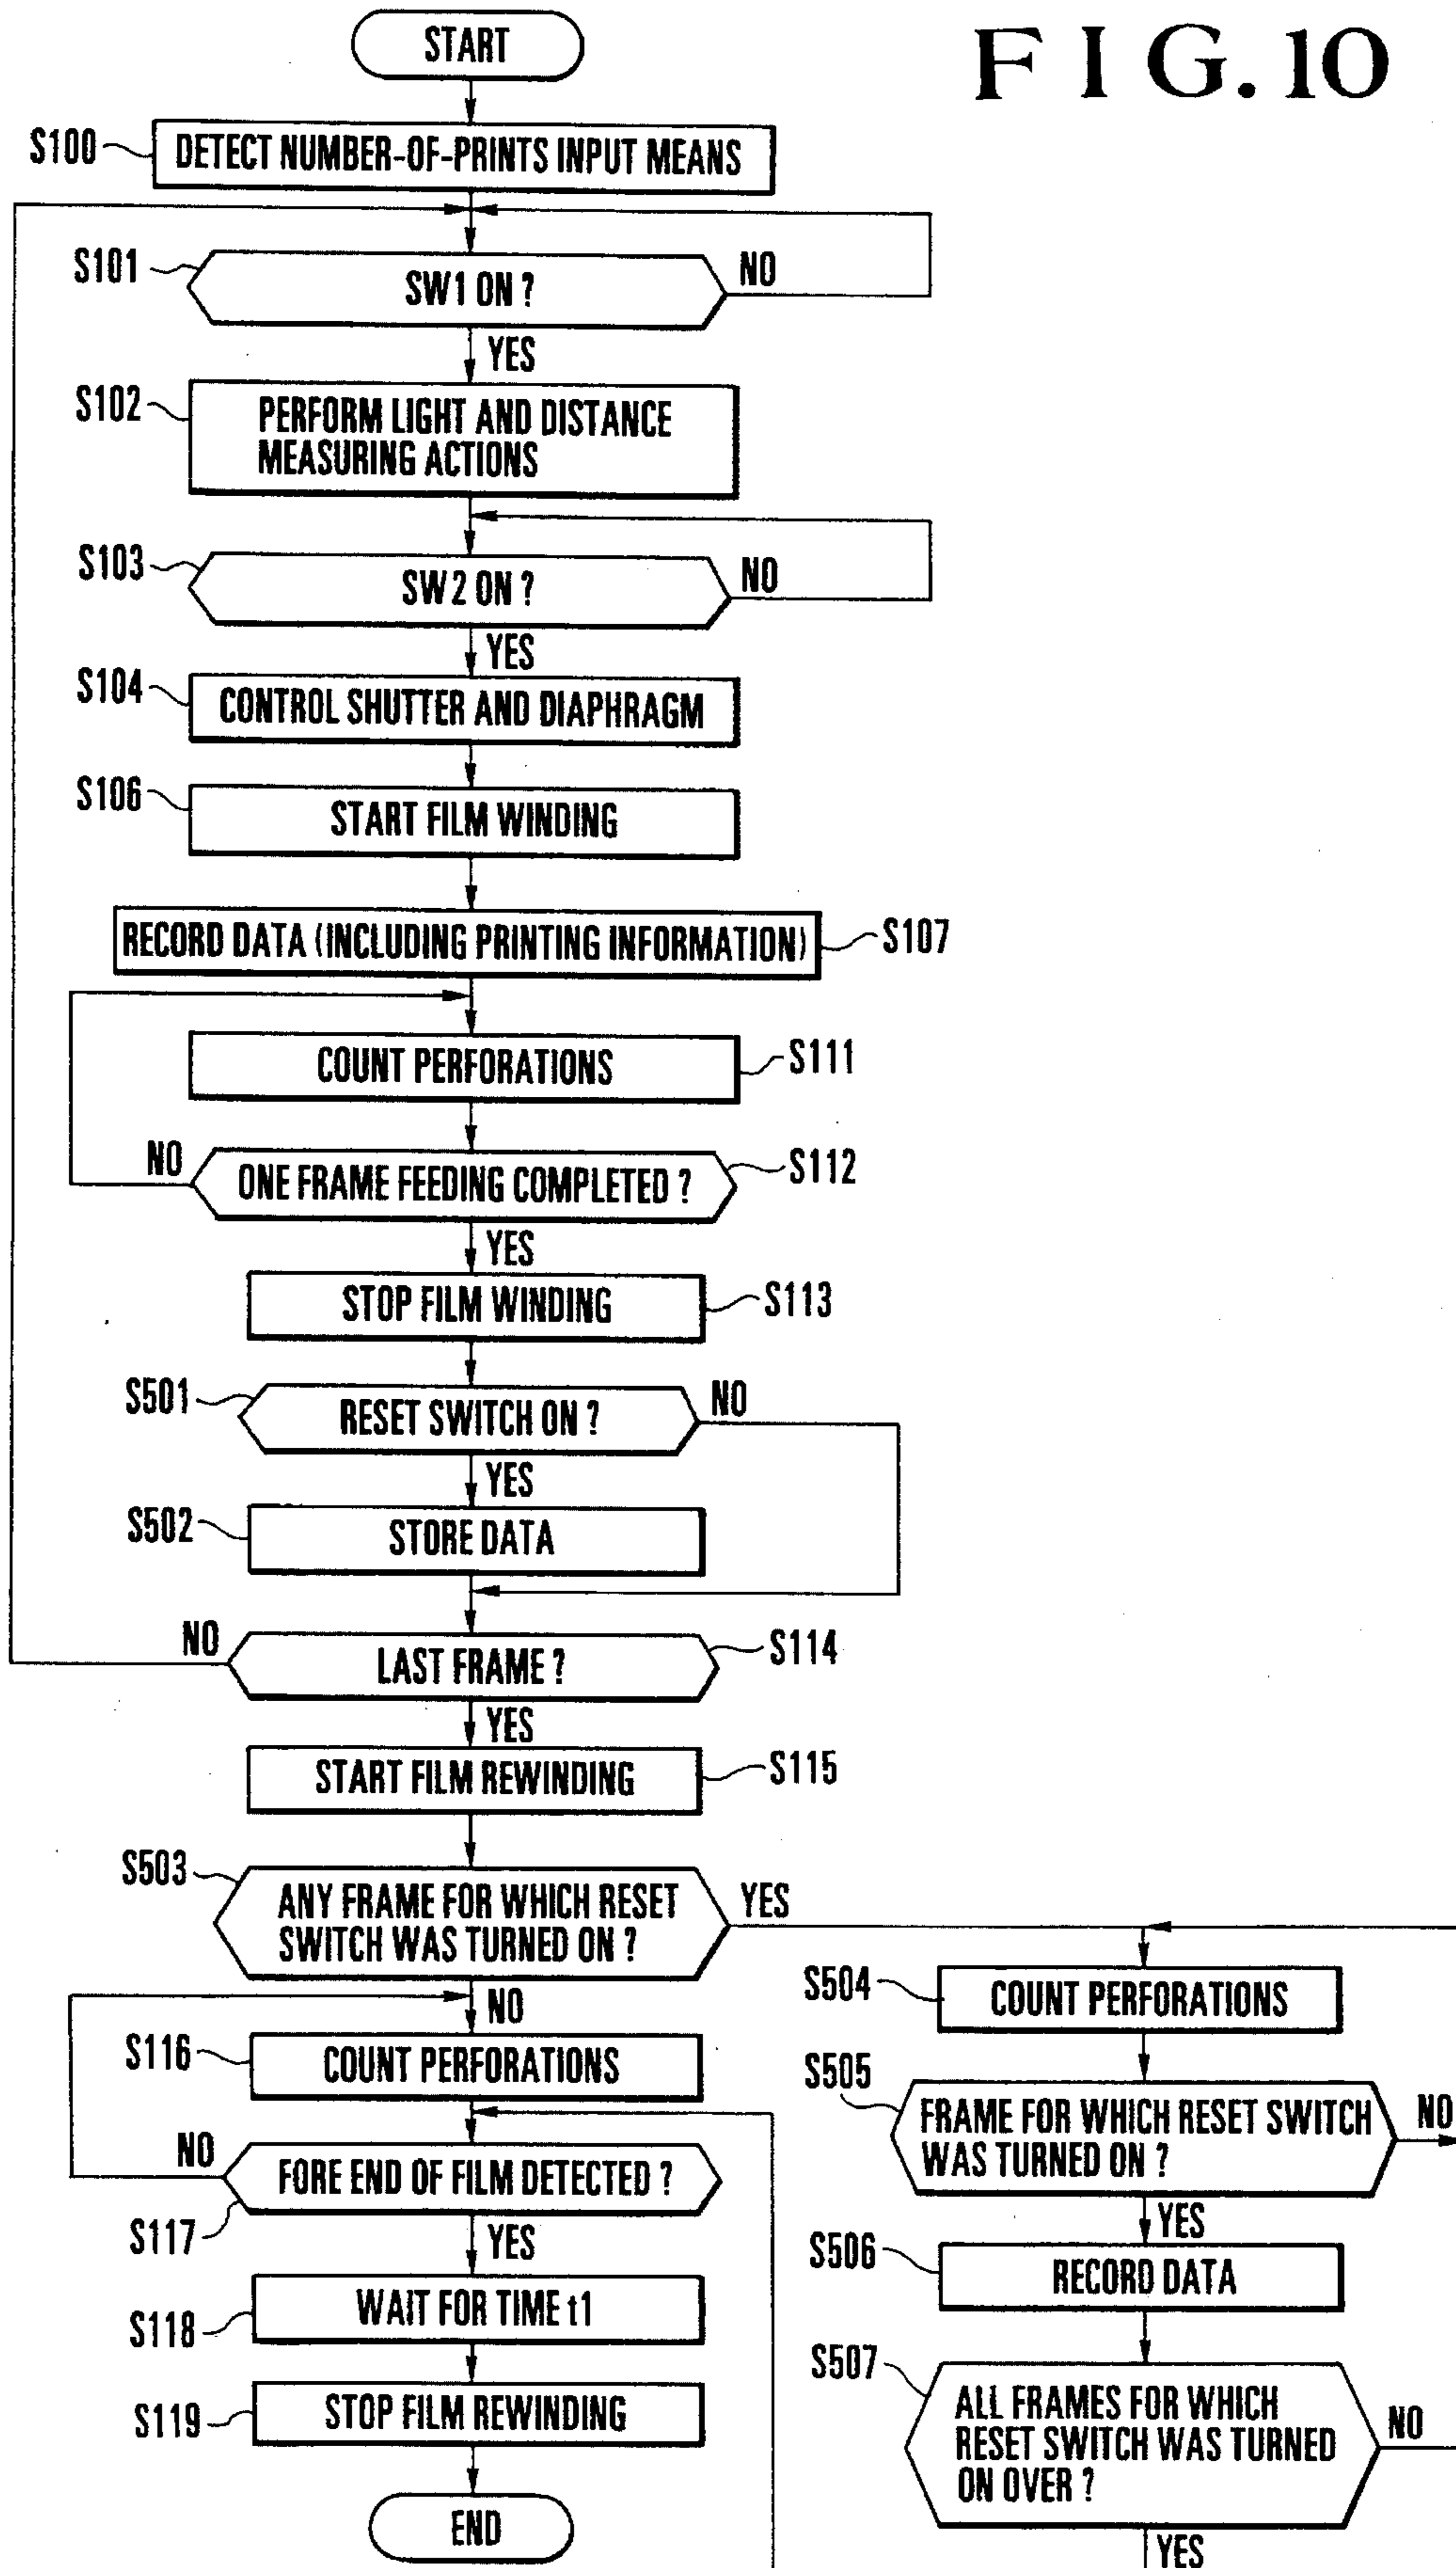 FIG. 10
START
S100
DETECT NUMBER-OF-PRINTS INPUT MEANS
S101
SW1 ON ?
NO
YES
S102
PERFORM LIGHT AND DISTANCE
MEASURING ACTIONS
S103
SW2 ON ?
NO
YES
S104
CONTROL SHUTTER AND DIAPHRAGM
S106
START FILM WINDING
RECORD DATA (INCLUDING PRINTING INFORMATION)
S107
COUNT PERFORATIONS
S111
NO
ONE FRAME FEEDING COMPLETED ?
S112
YES
STOP FILM WINDING
S113
S501
RESET SWITCH ON ?
NO
YES
S502
STORE DATA
NO
LAST FRAME ?
S114
YES
START FILM REWINDING
S115
S503
ANY FRAME FOR WHICH RESET
SWITCH WAS TURNED ON ?
YES
NO
S116
COUNT PERFORATIONS
NO
FORE END OF FILM DETECTED ?
S117
YES
S118
WAIT FOR TIME t1
S119
STOP FILM REWINDING
END
S504
COUNT PERFORATIONS
S505
FRAME FOR WHICH RESET SWITCH
WAS TURNED ON ?
NO
YES
S506
RECORD DATA
S507
ALL FRAMES FOR WHICH
RESET SWITCH WAS TURNED
ON OVER ?
NO
YES